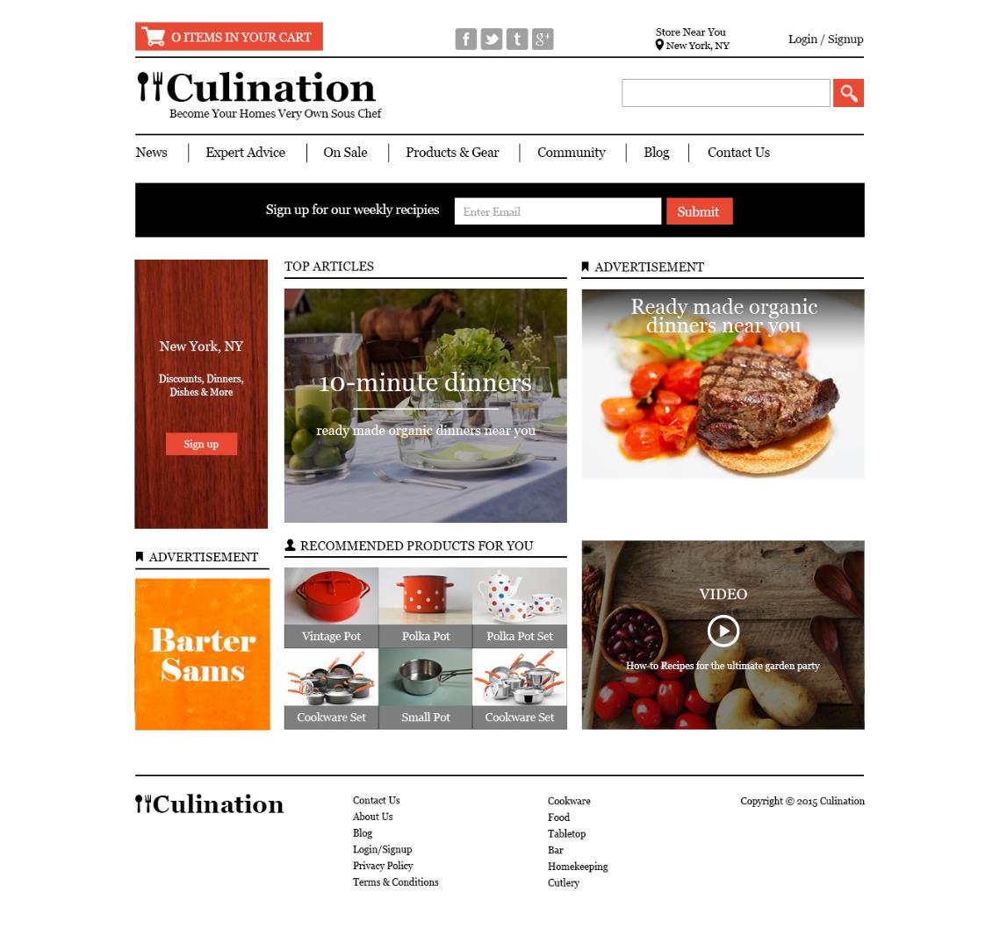 0 ITEMS IN YOUR CART
f
t
g+
Store Near You
New York, NY
Login / Signup
Culination
Become Your Homes Very Own Sous Chef
News
Expert Advice
On Sale
Products & Gear
Community
Blog
Contact Us
Sign up for our weekly recipies
Enter Email
Submit
New York, NY
Discounts, Dinners,
Dishes & More
Sign up
TOP ARTICLES
10-minute dinners
ready made organic dinners near you
ADVERTISEMENT
Ready made organic
dinners near you
ADVERTISEMENT
Barter
Sams
RECOMMENDED PRODUCTS FOR YOU
Vintage Pot
Polka Pot
Polka Pot Set
Cookware Set
Small Pot
Cookware Set
VIDEO
How-to Recipes for the ultimate garden party
Culination
Contact Us
About Us
Blog
Login/Signup
Privacy Policy
Terms & Conditions
Cookware
Food
Tabletop
Bar
Homekeeping
Cutlery
Copyright © 2015 Culination